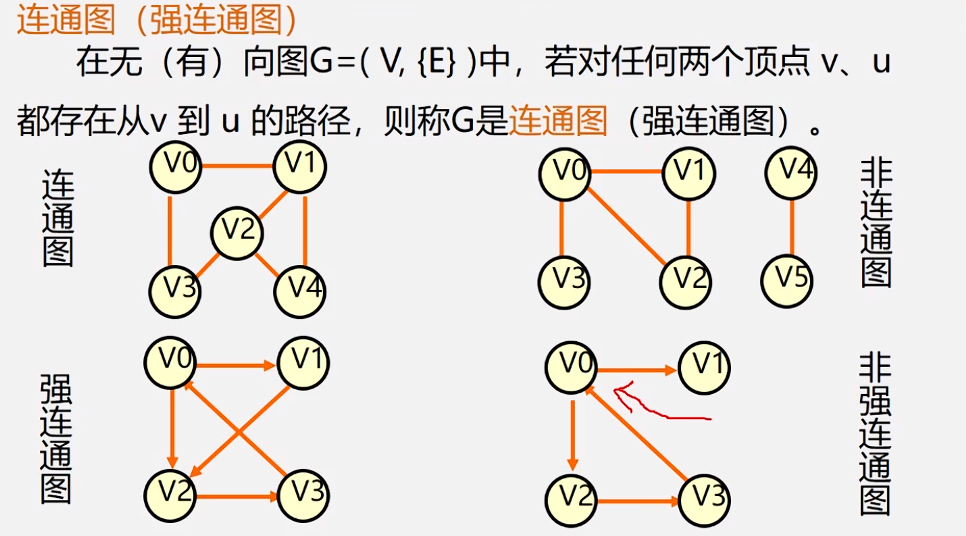 连通图（强连通图）
在无（有）向图G=( V, {E} )中，若对任何两个顶点 v、u
都存在从v 到 u 的路径，则称G是连通图（强连通图）。
连通图
V0
V1
V2
V3
V4
V0
V1
V4
V3
V2
V5
非连通图
强连通图
V0
V1
V2
V3
V0
V1
V2
V3
非强连通图